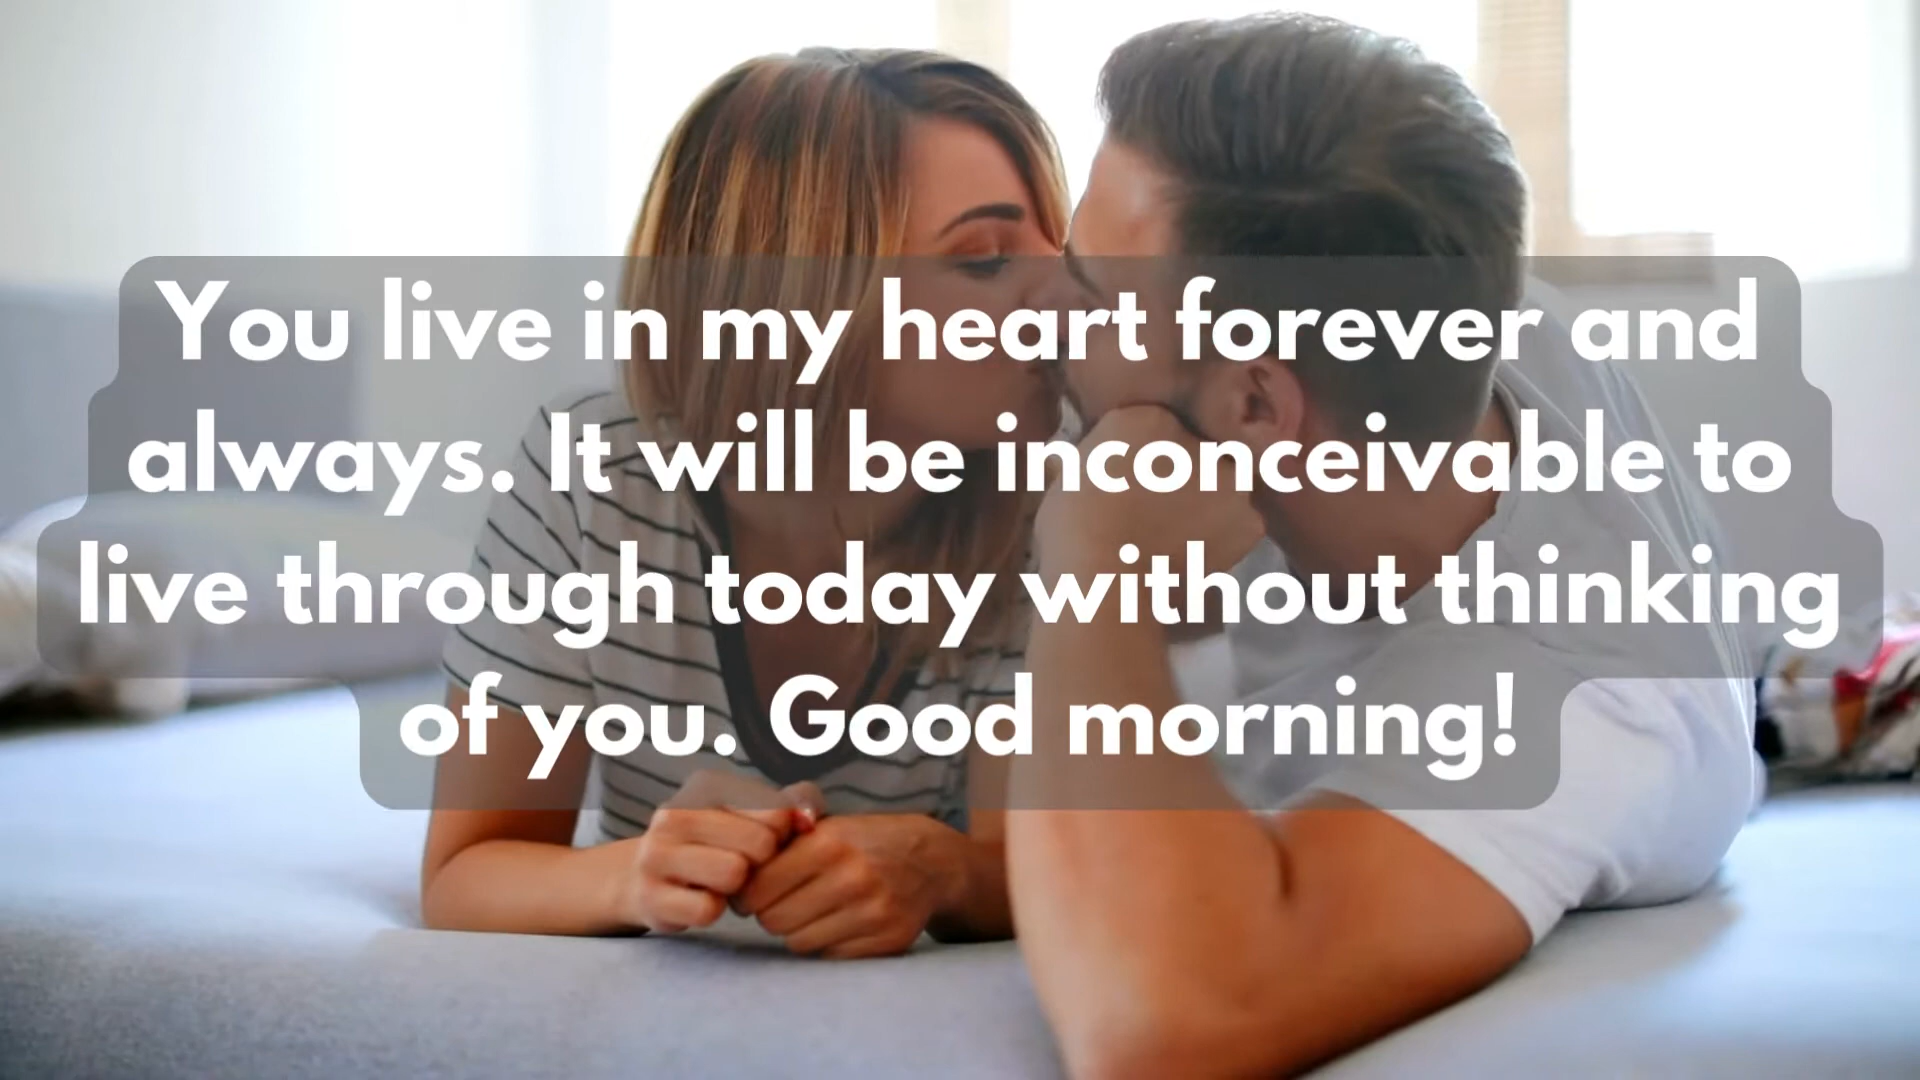 You live in my heart forever and
always. It will be inconceivable to
live through today without thinking
of you. Good morning!